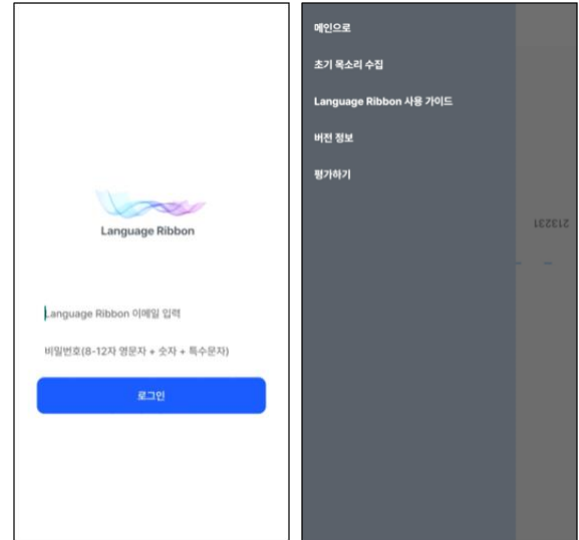 Language Ribbon
Language Ribbon 이메일 입력
비밀번호(8-12자 영문자 + 숫자 + 특수문자)
로그인
메인으로
초기 목소리 수집
Language Ribbon 사용 가이드
버전 정보
평가하기
213231